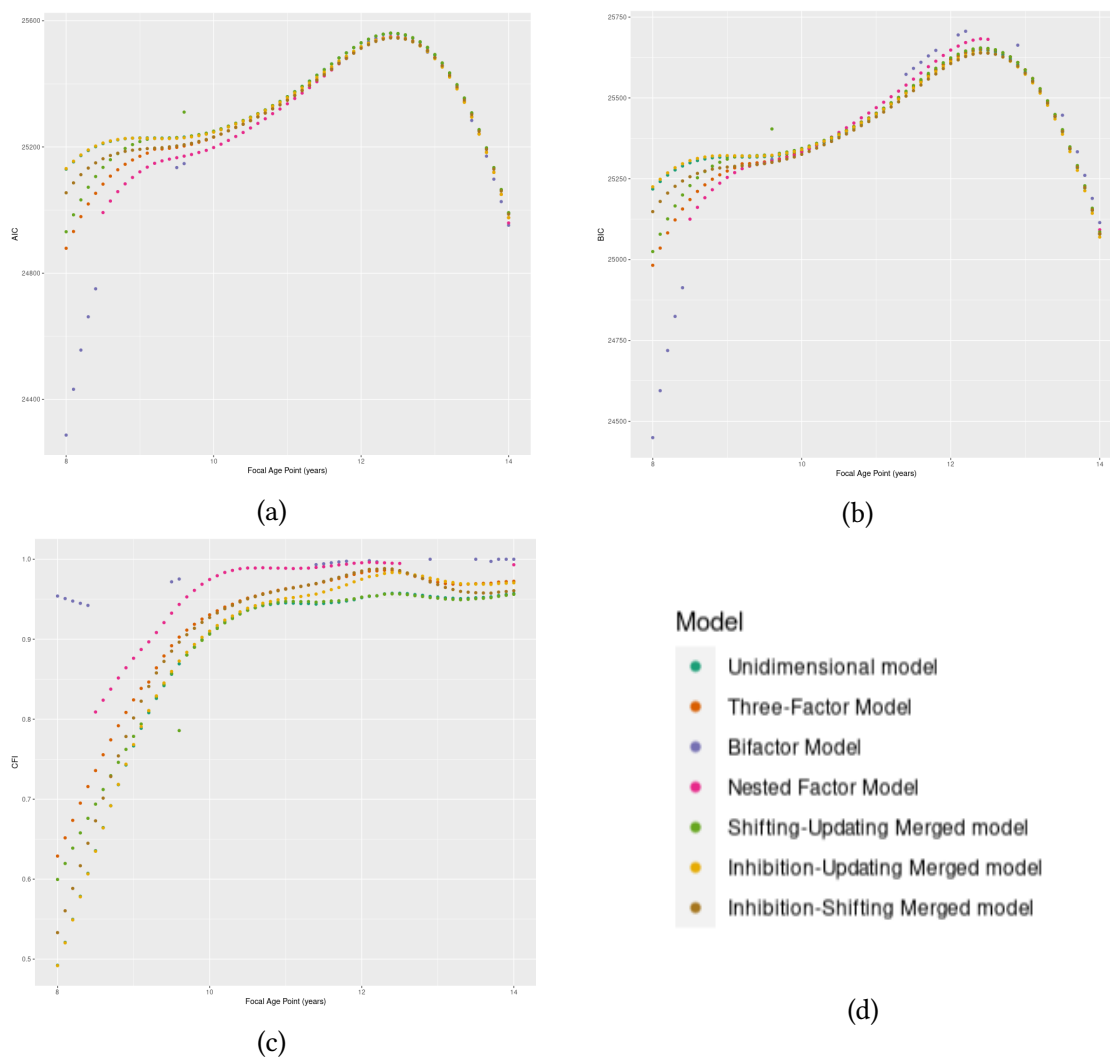 25600
25200
24800
24400
AIC
8
10
12
14
Focal Age Point (years)
(a)
25750
25500
25250
25000
24750
24500
BIC
8
10
12
14
Focal Age Point (years)
(b)
1.0
0.9
0.8
0.7
0.6
0.5
CFI
8
10
12
14
Focal Age Point (years)
(c)
Model
Unidimensional model
Three-Factor Model
Bifactor Model
Nested Factor Model
Shifting-Updating Merged model
Inhibition-Updating Merged model
Inhibition-Shifting Merged model
(d)